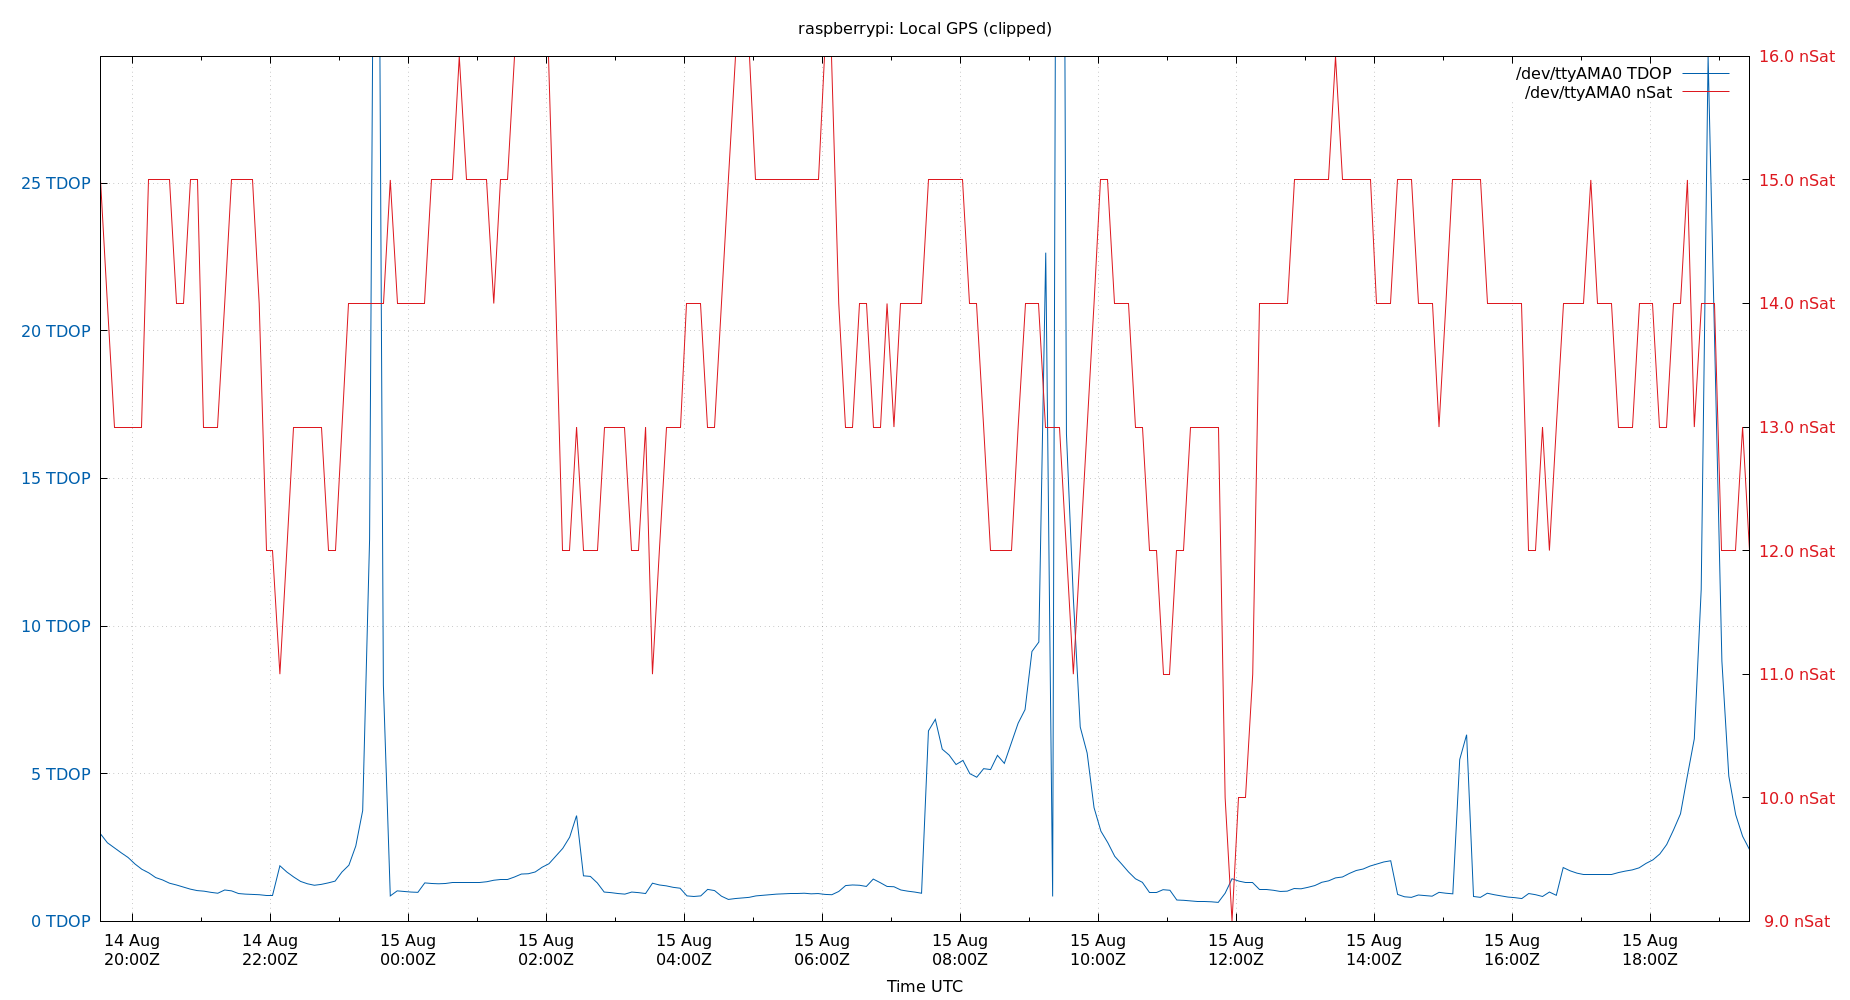 raspberrypi: Local GPS (clipped)
/dev/ttyAMA0 TDOP
/dev/ttyAMA0 nSat
25 TDOP
20 TDOP
15 TDOP
10 TDOP
5 TDOP
0 TDOP
16.0 nSat
15.0 nSat
14.0 nSat
13.0 nSat
12.0 nSat
11.0 nSat
10.0 nSat
9.0 nSat
14 Aug 14 Aug 15 Aug 15 Aug 15 Aug 15 Aug 15 Aug 15 Aug 15 Aug 15 Aug 15 Aug 15 Aug
20:00Z 22:00Z 00:00Z 02:00Z 04:00Z 06:00Z 08:00Z 10:00Z 12:00Z 14:00Z 16:00Z 18:00Z
Time UTC